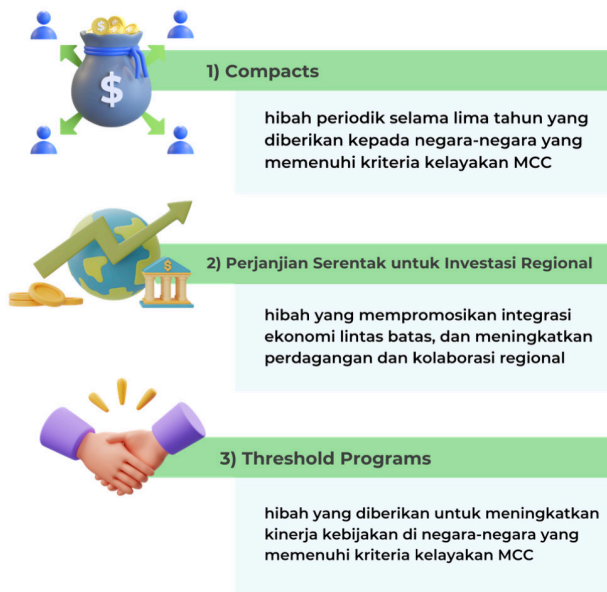 1) Compacts
hibah periodik selama lima tahun yang
diberikan kepada negara-negara yang
memenuhi kriteria kelayakan MCC
2) Perjanjian Serentak untuk Investasi Regional
hibah yang mempromosikan integrasi
ekonomi lintas batas, dan meningkatkan
perdagangan dan kolaborasi regional
3) Threshold Programs
hibah yang diberikan untuk meningkatkan
kinerja kebijakan di negara-negara yang
memenuhi kriteria kelayakan MCC